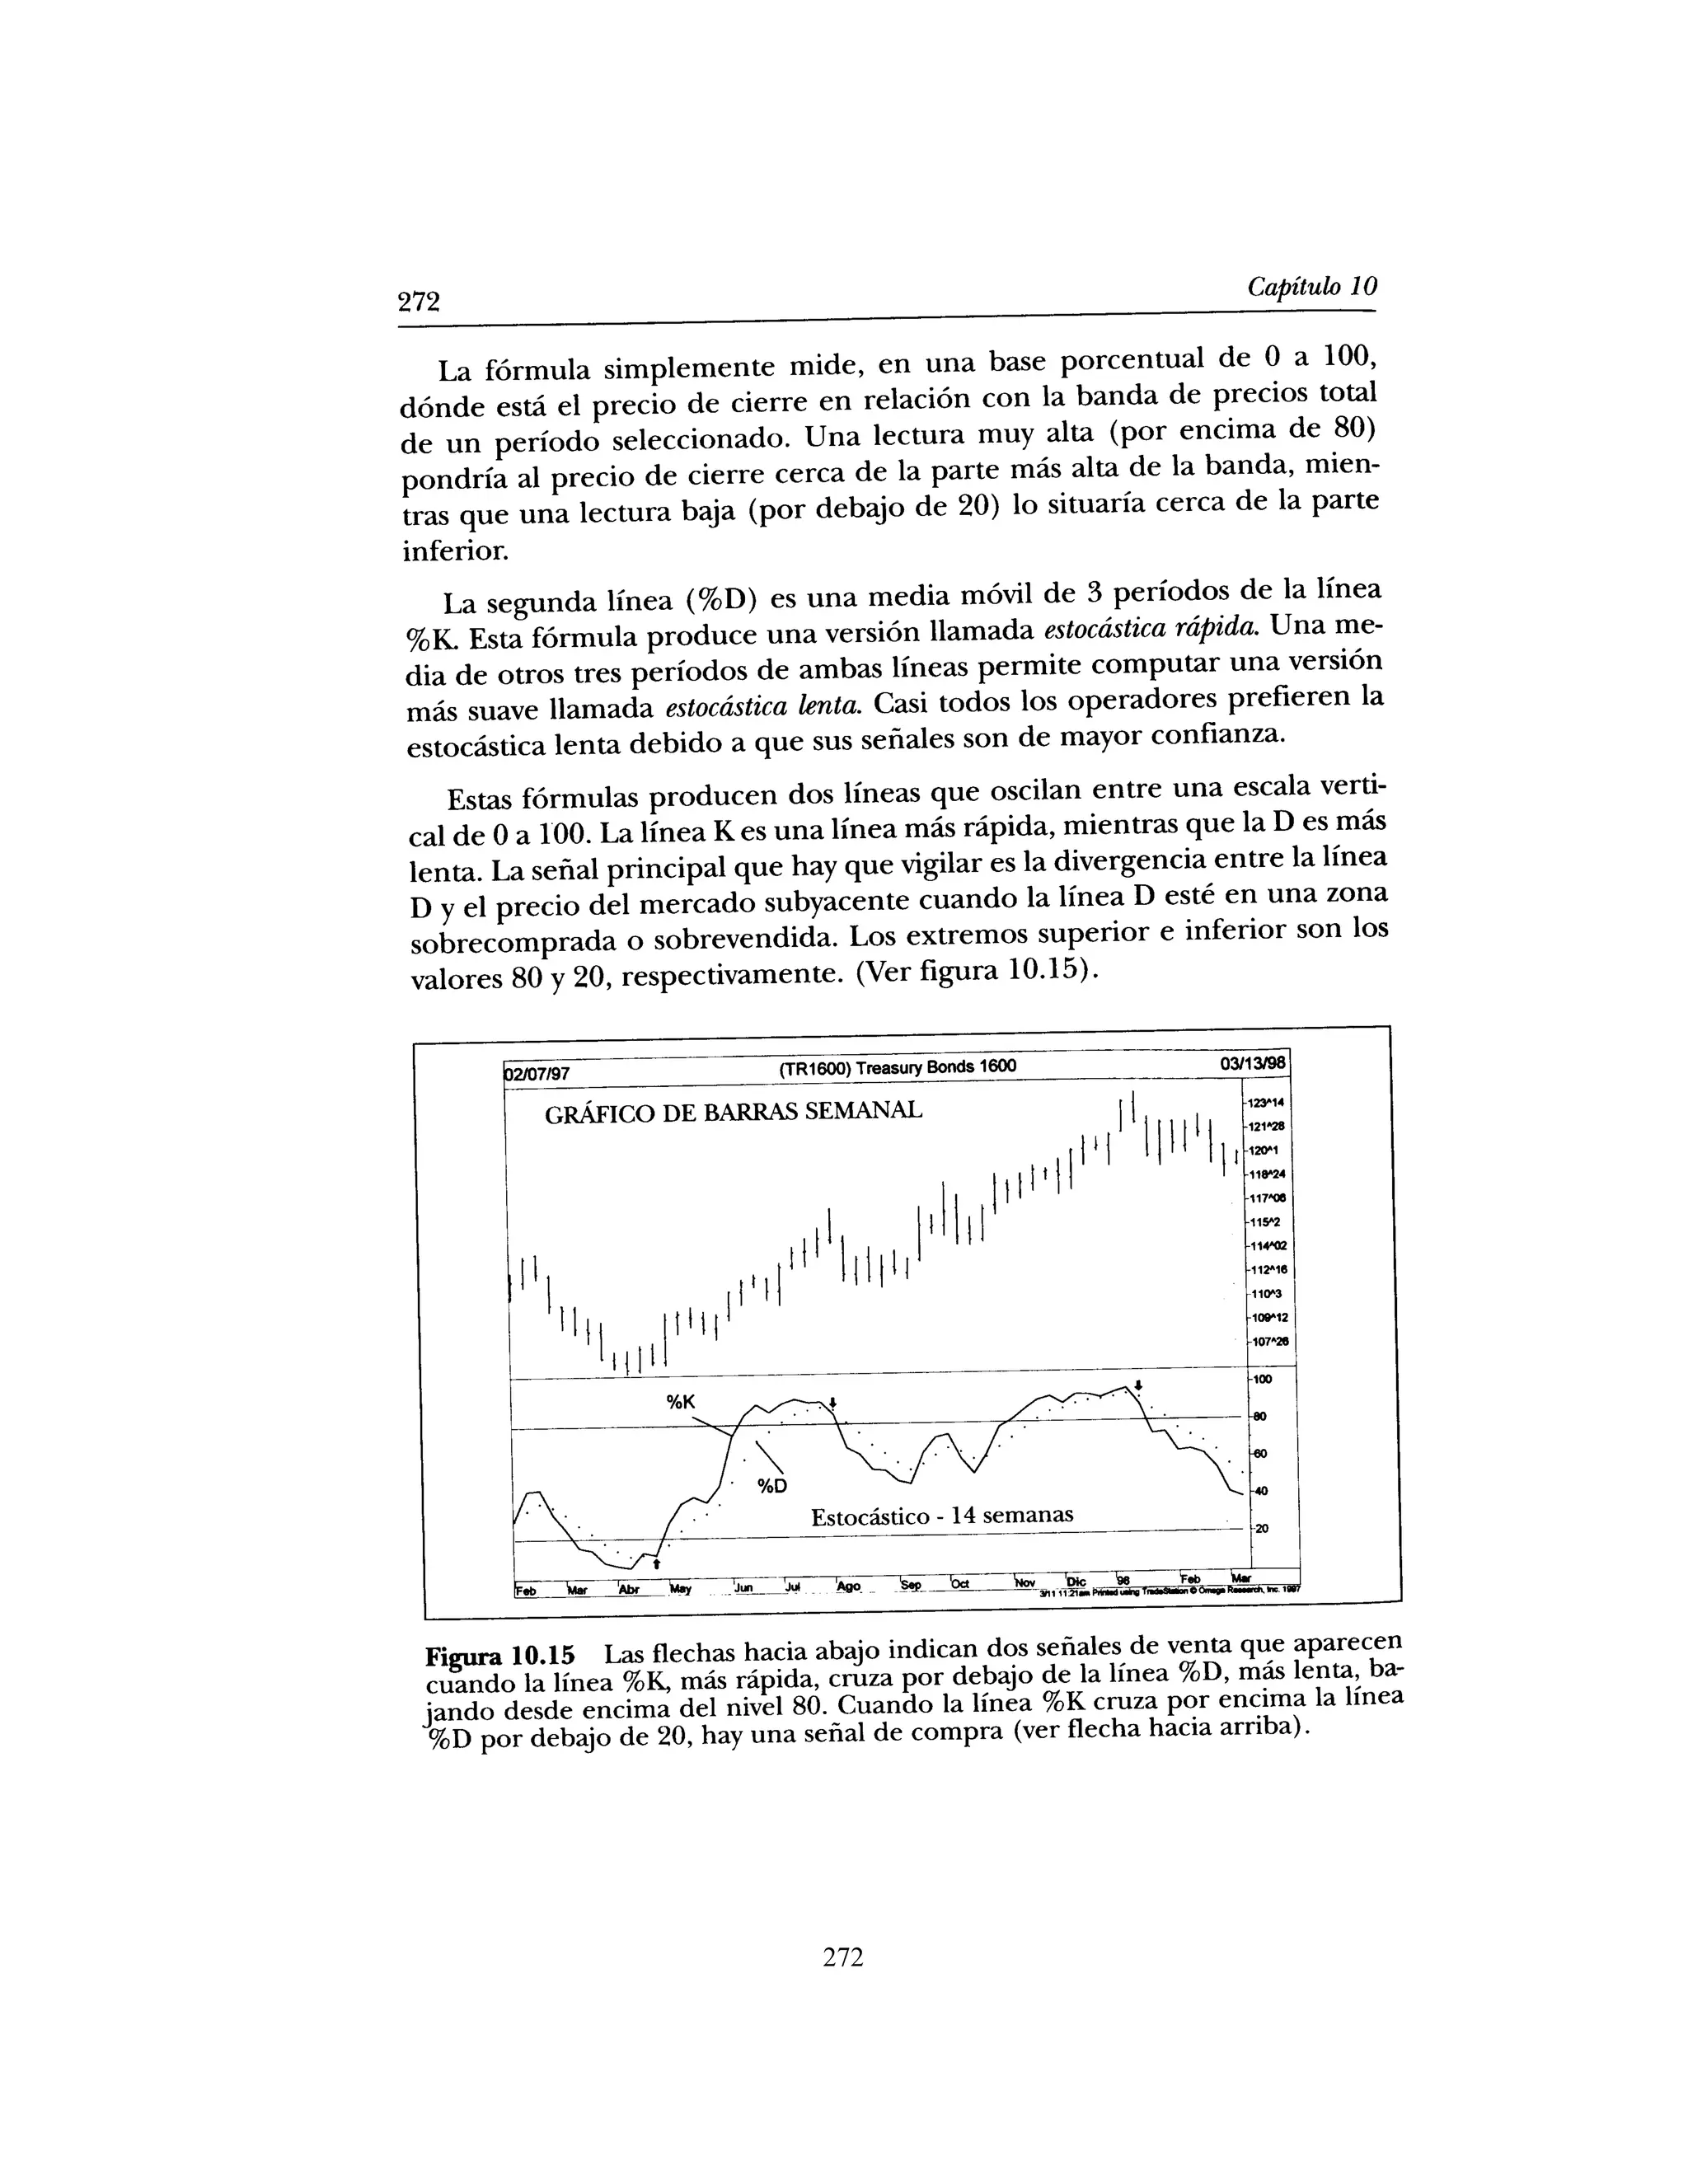 272
Capítulo 10
La fórmula simplemente mide, en una base porcentual de 0 a 100,
dónde está el precio de cierre en relación con la banda de precios total
de un período seleccionado. Una lectura muy alta (por encima de 80)
pondría al precio de cierre cerca de la parte más alta de la banda, mien-
tras que una lectura baja (por debajo de 20) lo situaría cerca de la parte
inferior.
La segunda línea (%D) es una media móvil de 3 períodos de la línea
%K. Esta fórmula produce una versión llamada estocástica rápida. Una me-
dia de otros tres períodos de ambas líneas permite computar una versión
más suave llamada estocástica lenta. Casi todos los operadores prefieren la
estocástica lenta debido a que sus señales son de mayor confianza.
Estas fórmulas producen dos líneas que oscilan entre una escala verti-
cal de 0 a 100. La línea K es una línea más rápida, mientras que la D es más
lenta. La señal principal que hay que vigilar es la divergencia entre la línea
D y el precio del mercado subyacente cuando la línea D esté en una zona
sobrecomprada o sobrevendida. Los extremos superior e inferior son los
valores 80 y 20, respectivamente. (Ver figura 10.15).
02/07/97 (TR1600) Treasury Bonds 1600 03/13/98
GRÁFICO DE BARRAS SEMANAL
123^14
121^28
120^1
118^24
117^06
115^2
114^02
112^16
110^3
109^12
107^26
100
%K
80
60
%D
40
Estocástico - 14 semanas
20
Feb Mar Abr May Jun Jul Ago Sep Oct Nov Dic 98 Feb Mar
3/11 11:21am Printed using TradeStation © Omega Research, Inc. 1997
Figura 10.15 Las flechas hacia abajo indican dos señales de venta que aparecen
cuando la línea %K, más rápida, cruza por debajo de la línea %D, más lenta, ba-
jando desde encima del nivel 80. Cuando la línea %K cruza por encima la línea
%D por debajo de 20, hay una señal de compra (ver flecha hacia arriba).
272